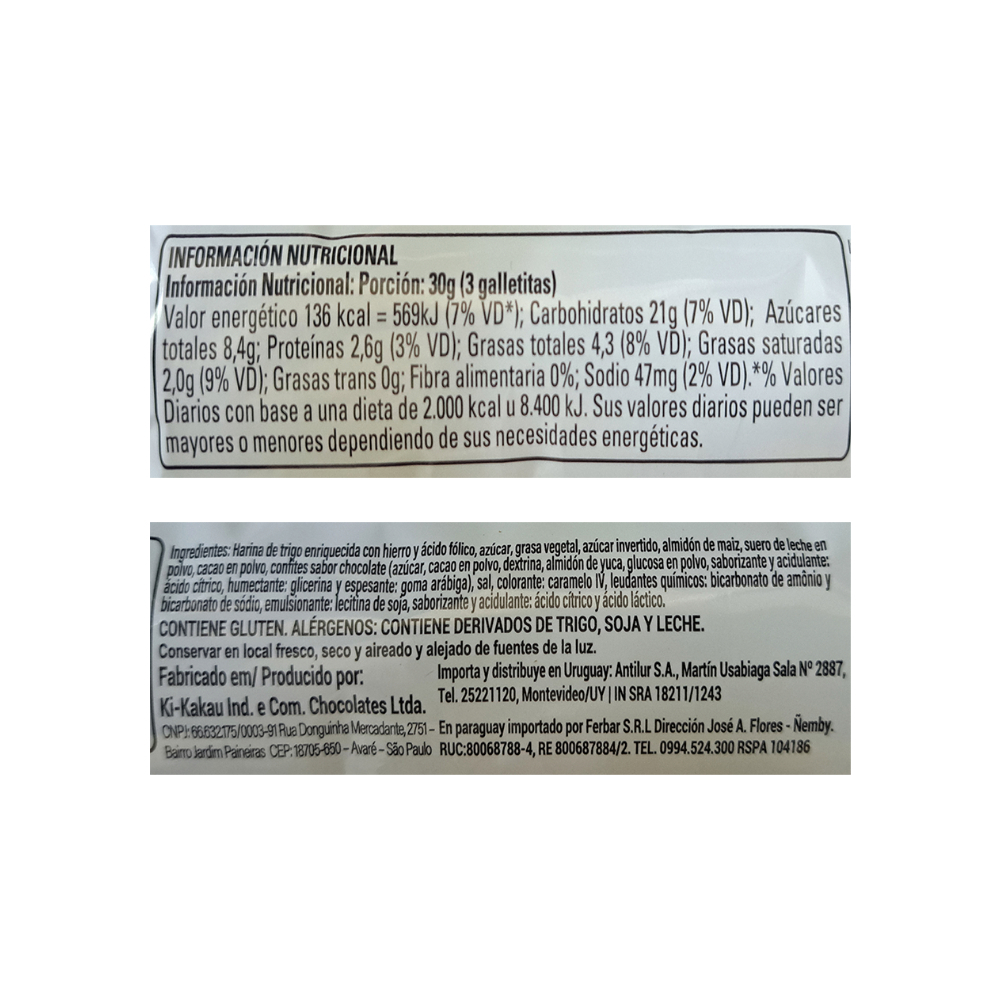 INFORMACIÓN NUTRICIONAL
Información Nutricional: Porción: 30g (3 galletitas)
Valor energético 136 kcal = 569kJ (7% VD*); Carbohidratos 21g (7% VD); Azúcares
totales 8,4g; Proteínas 2,6g (3% VD); Grasas totales 4,3 (8% VD); Grasas saturadas
2,0g (9% VD); Grasas trans 0g; Fibra alimentaria 0%; Sodio 47mg (2% VD).*% Valores
Diarios con base a una dieta de 2.000 kcal u 8.400 kJ. Sus valores diarios pueden ser
mayores o menores dependiendo de sus necesidades energéticas.
Ingredientes: Harina de trigo enriquecida con hierro y ácido fólico, azúcar, grasa vegetal, azúcar invertido, almidón de maiz, suero de leche en
polvo, cacao en polvo, confites sabor chocolate (azúcar, cacao en polvo, dextrina, almidón de yuca, glucosa en polvo, saborizante y acidulante:
ácido cítrico, humectante: glicerina y espesante: goma arábiga), sal, colorante: caramelo IV, leudantes químicos: bicarbonato de amônio y
bicarbonato de sódio, emulsionante: lecitina de soja, saborizante y acidulante: ácido cítrico y ácido láctico.
CONTIENE GLUTEN. ALÉRGENOS: CONTIENE DERIVADOS DE TRIGO, SOJA Y LECHE.
Conservar en local fresco, seco y aireado y alejado de fuentes de la luz.
Fabricado em/ Producido por:
Ki-Kakau Ind. e Com. Chocolates Ltda.
CNPJ: 66.632.175/0003-91 Rua Donguinha Mercadante, 2751 -
Bairro Jardim Paineiras CEP: 18705-650 - Avaré - São Paulo
Importa y distribuye en Uruguay: Antilur S.A., Martín Usabiaga Sala Nº 2887,
Tel. 25221120, Montevideo/UY | IN SRA 18211/1243
En paraguay importado por Ferbar S.R.L Dirección José A. Flores - Ñemby.
RUC:80068788-4, RE 800687884/2. TEL. 0994.524.300 RSPA 104186